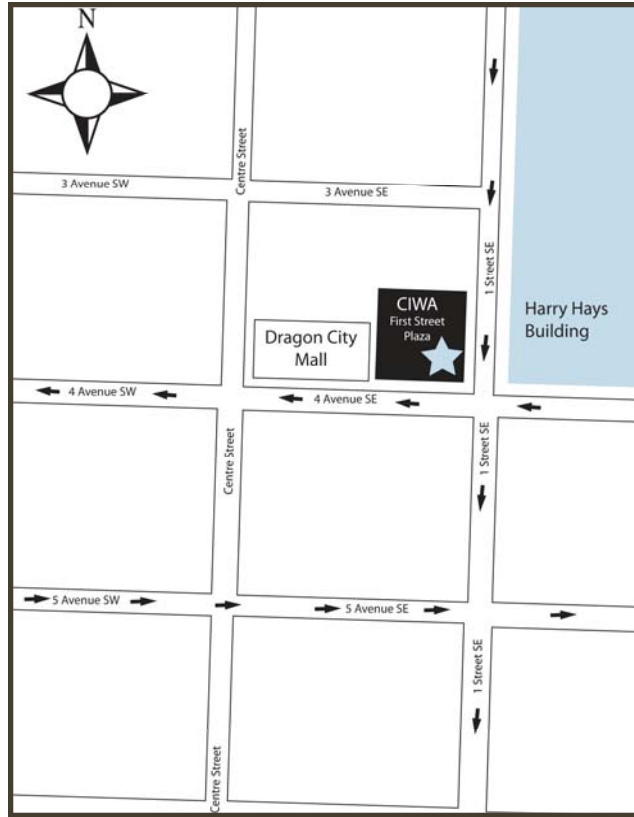 N
Centre Street
3 Avenue SW
3 Avenue SE
1 Street SE
CIWA
First Street
Plaza
Harry Hays
Building
Dragon City
Mall
4 Avenue SW
4 Avenue SE
Centre Street
1 Street SE
5 Avenue SW
5 Avenue SE
1 Street SE
Centre Street